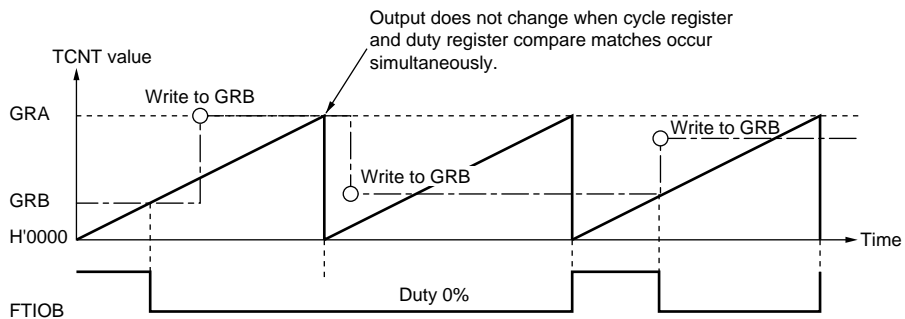 Output does not change when cycle register
and duty register compare matches occur
simultaneously.
TCNT value
Write to GRB
GRA
Write to GRB
Write to GRB
GRB
H'0000
Time
Duty 0%
FTIOB